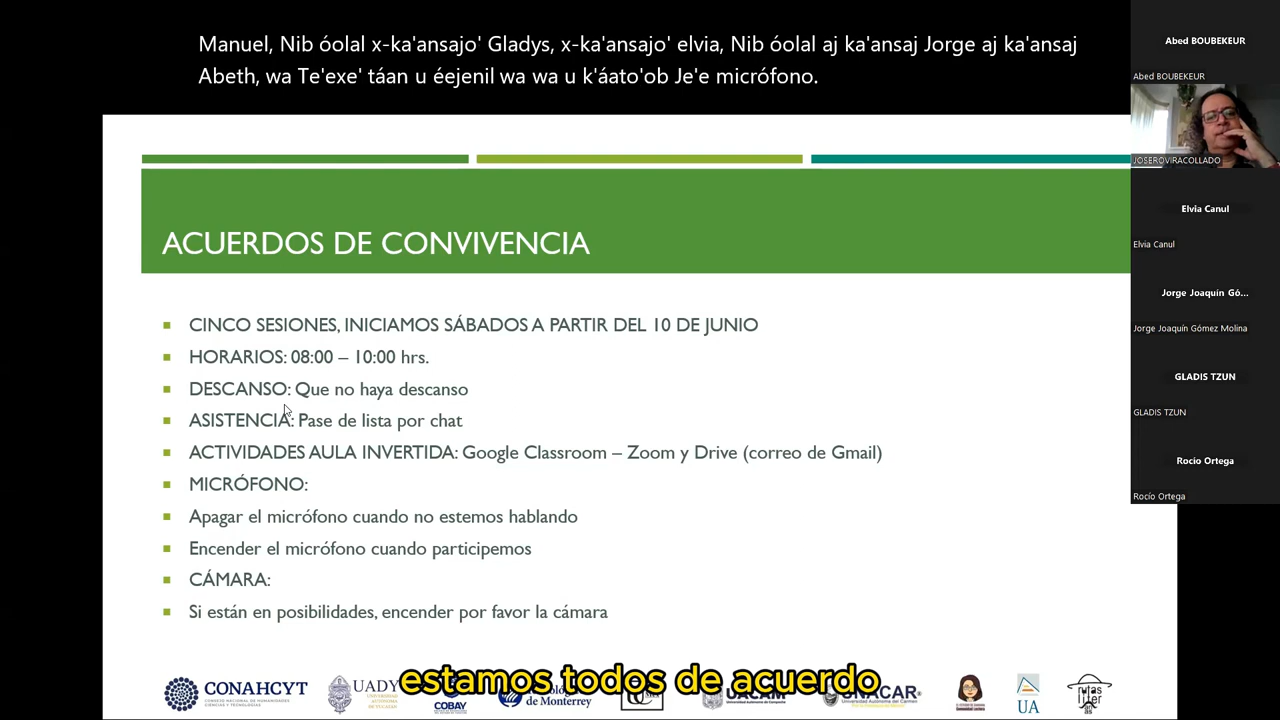 Manuel, Nib óolal x-ka'ansajo' Gladys, x-ka'ansajo' elvia, Nib óolal aj ka'ansaj Jorge aj ka'ansaj
Abeth, wa Te'exe' táan u éejenil wa wa u k'áato'ob Je'e micrófono.
Abed BOUBEKEUR
Abed BOUBEKEUR
JOSEROVIRACOLLADO
Elvia Canul
Elvia Canul
Jorge Joaquín Gó...
Jorge Joaquín Gómez Molina
GLADIS TZUN
GLADIS TZUN
Rocio Ortega
Rocío Ortega
ACUERDOS DE CONVIVENCIA
CINCO SESIONES, INICIAMOS SÁBADOS A PARTIR DEL 10 DE JUNIO
HORARIOS: 08:00 – 10:00 hrs.
DESCANSO: Que no haya descanso
ASISTENCIA: Pase de lista por chat
ACTIVIDADES AULA INVERTIDA: Google Classroom – Zoom y Drive (correo de Gmail)
MICRÓFONO:
Apagar el micrófono cuando no estemos hablando
Encender el micrófono cuando participemos
CÁMARA:
Si están en posibilidades, encender por favor la cámara
estamos todos de acuerdo
CONAHCYT
UADY
COBAY
de Monterrey
UACAM
UNACAR
UA